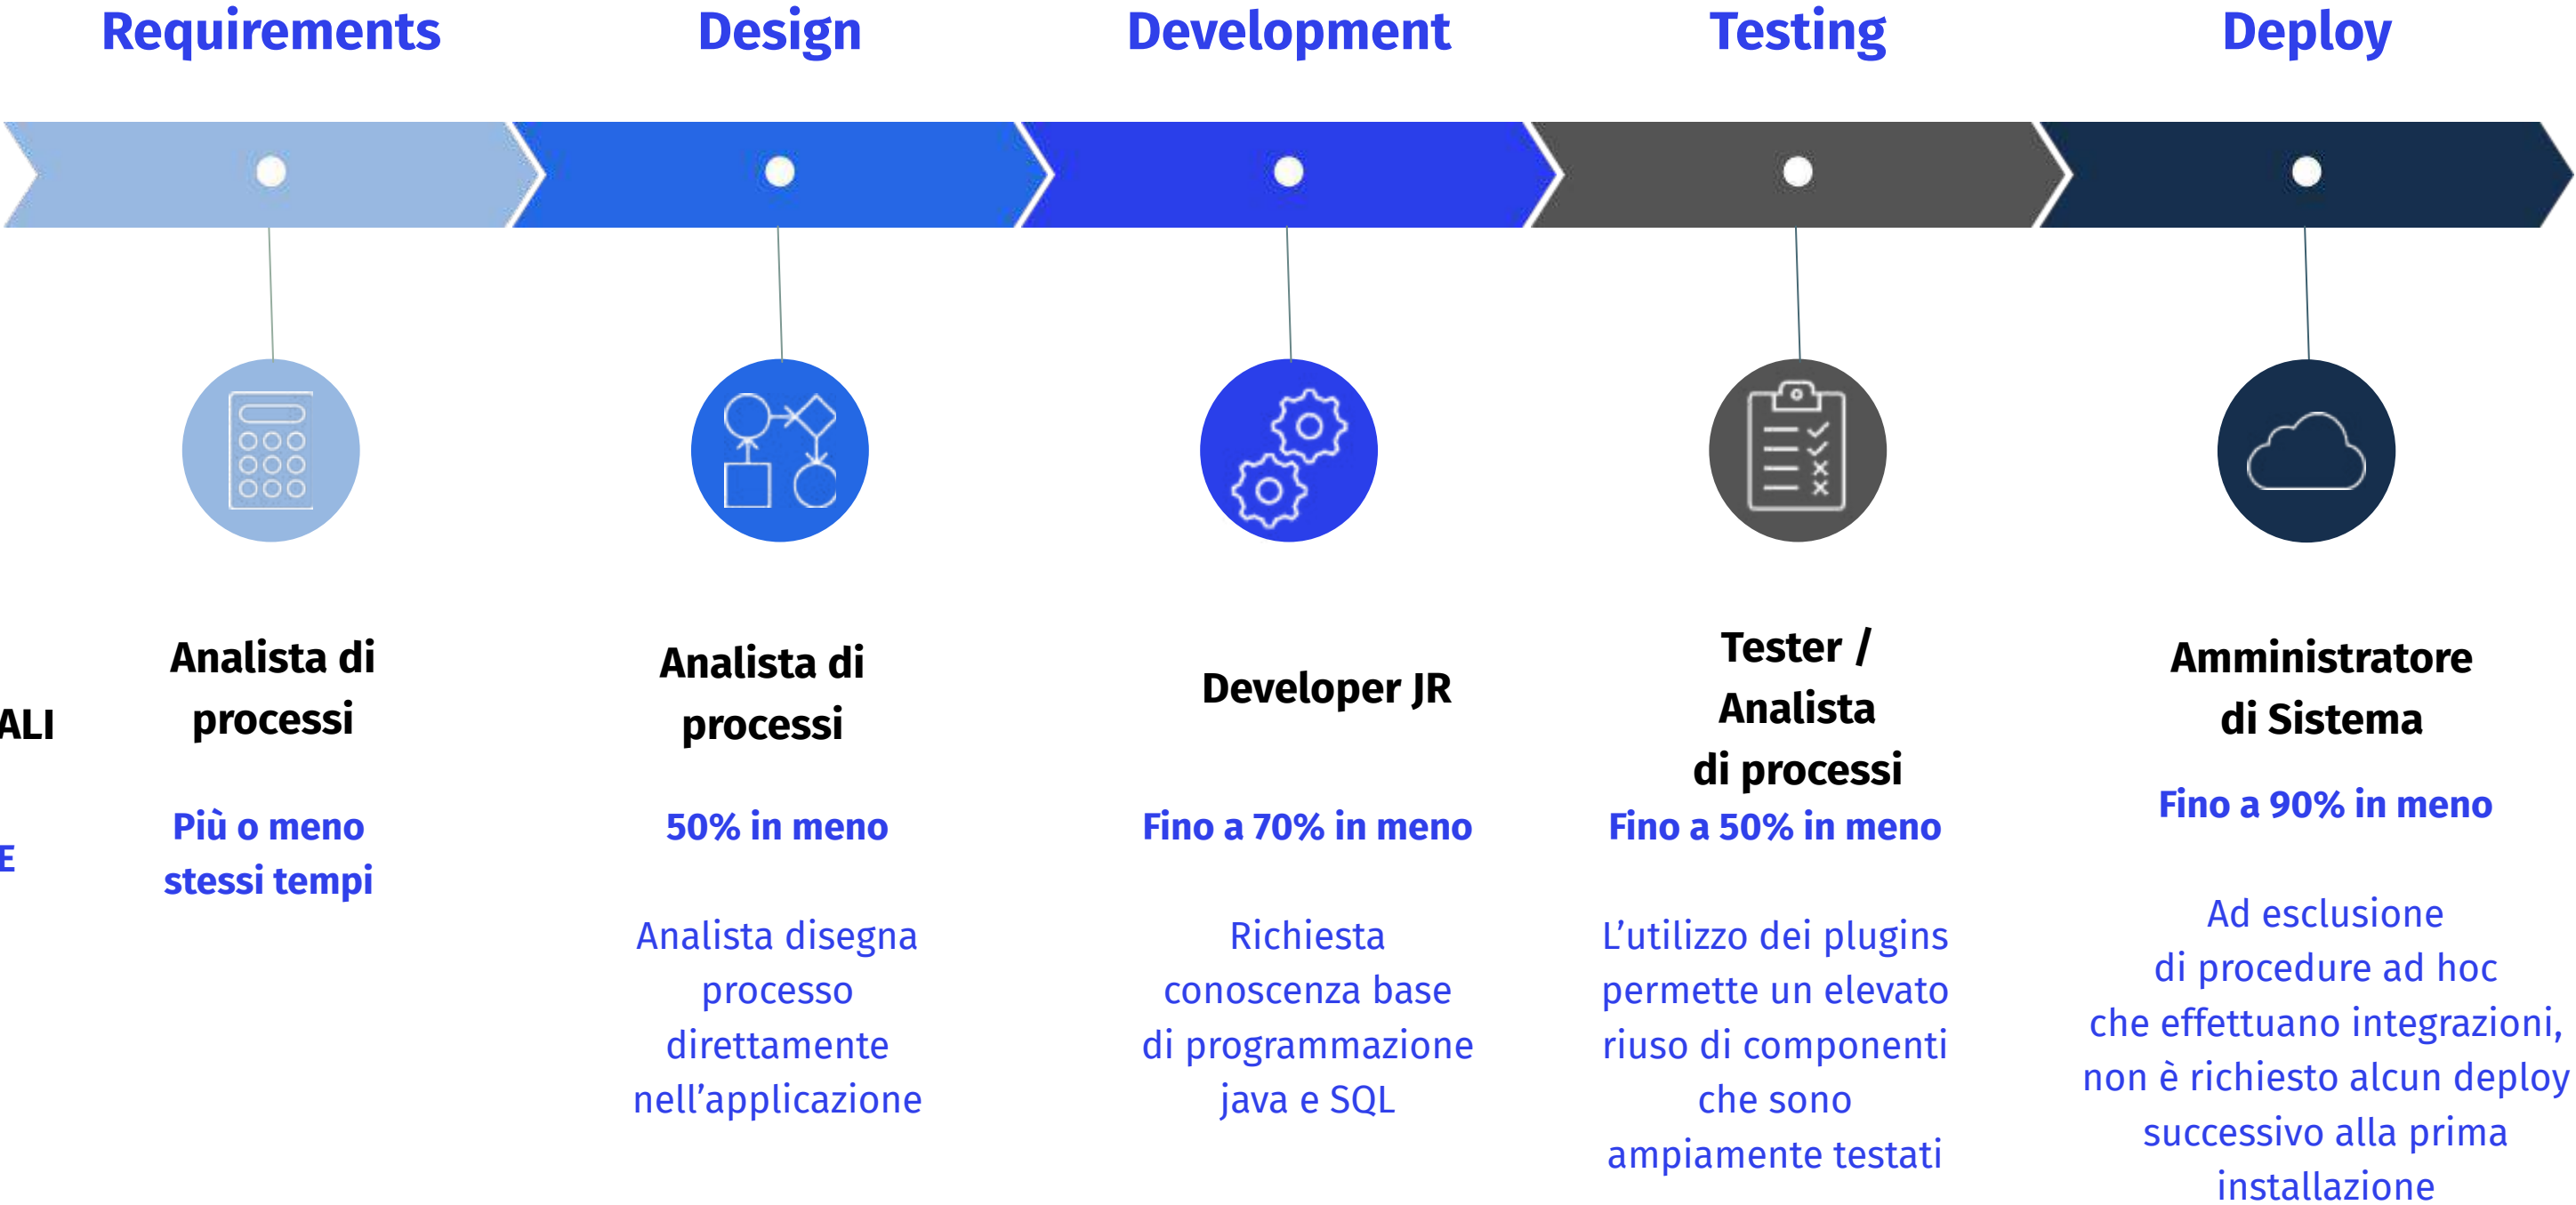 Requirements
Design
Development
Testing
Deploy
ALI
E
Analista di
processi
Più o meno
stessi tempi
Analista di
processi
50% in meno
Analista disegna
processo
direttamente
nell’applicazione
Developer JR
Fino a 70% in meno
Richiesta
conoscenza base
di programmazione
java e SQL
Tester /
Analista
di processi
Fino a 50% in meno
L’utilizzo dei plugins
permette un elevato
riuso di componenti
che sono
ampiamente testati
Amministratore
di Sistema
Fino a 90% in meno
Ad esclusione
di procedure ad hoc
che effettuano integrazioni,
non è richiesto alcun deploy
successivo alla prima
installazione